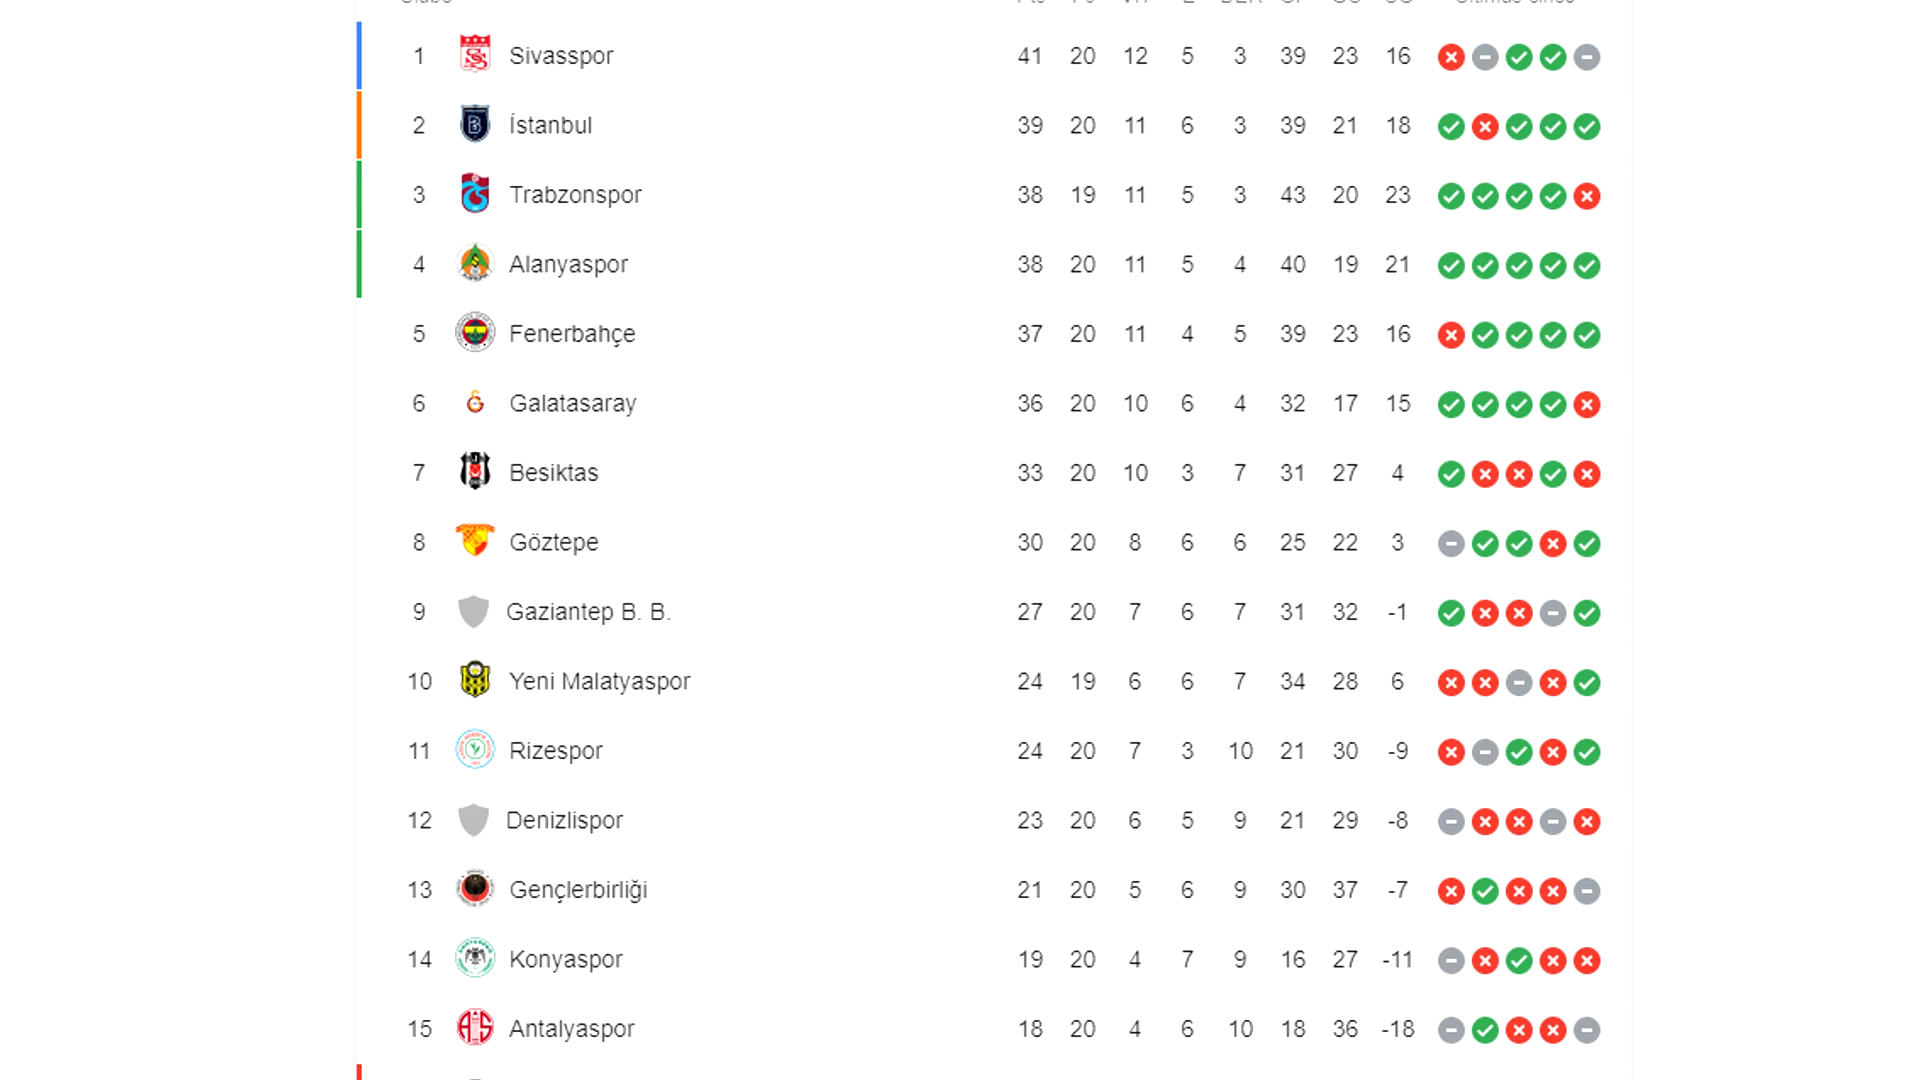 1 Sivasspor 41 20 12 5 3 39 23 16
2 İstanbul 39 20 11 6 3 39 21 18
3 Trabzonspor 38 19 11 5 3 43 20 23
4 Alanyaspor 38 20 11 5 4 40 19 21
5 Fenerbahçe 37 20 11 4 5 39 23 16
6 Galatasaray 36 20 10 6 4 32 17 15
7 Besiktas 33 20 10 3 7 31 27 4
8 Göztepe 30 20 8 6 6 25 22 3
9 Gaziantep B. B. 27 20 7 6 7 31 32 -1
10 Yeni Malatyaspor 24 19 6 6 7 34 28 6
11 Rizespor 24 20 7 3 10 21 30 -9
12 Denizlispor 23 20 6 5 9 21 29 -8
13 Gençlerbirliği 21 20 5 6 9 30 37 -7
14 Konyaspor 19 20 4 7 9 16 27 -11
15 Antalyaspor 18 20 4 6 10 18 36 -18